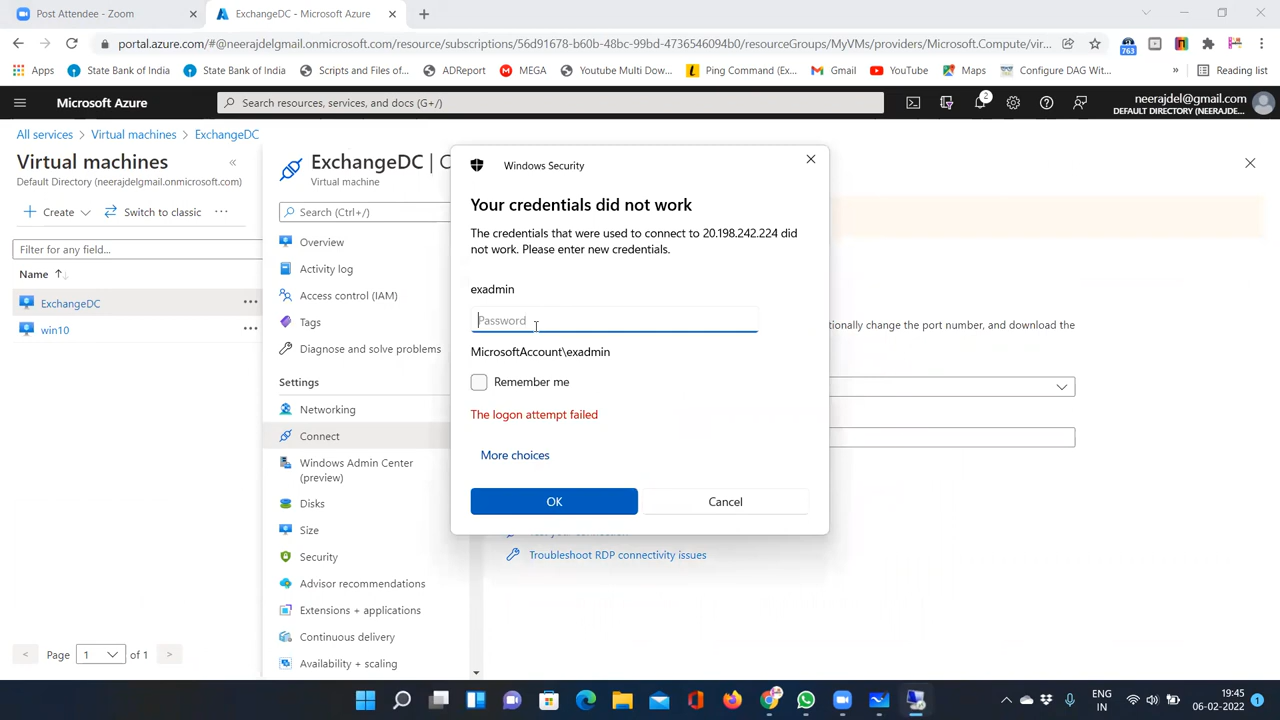 Post Attendee - Zoom
ExchangeDC - Microsoft Azure
portal.azure.com/#@neerajdelgmail.onmicrosoft.com/resource/subscriptions/56d91678-b60b-48bc-99bd-4736546094b0/resourceGroups/MyVMs/providers/Microsoft.Compute/vir...
763
Apps
State Bank of India
State Bank of India
Scripts and Files of...
ADReport
MEGA
Youtube Multi Dow...
Ping Command (Ex...
Gmail
YouTube
Maps
Configure DAG Wit...
»
Reading list
Microsoft Azure
Search resources, services, and docs (G+/)
2
neerajdel@gmail.com
DEFAULT DIRECTORY (NEERAJDE...
All services > Virtual machines > ExchangeDC
Virtual machines
«
Default Directory (neerajdelgmail.onmicrosoft.com)
Create
Switch to classic
...
Filter for any field...
Name
ExchangeDC
...
win10
...
< Page 1 of 1 >
ExchangeDC | C
Virtual machine
Search (Ctrl+/)
Overview
Activity log
Access control (IAM)
Tags
Diagnose and solve problems
Settings
Networking
Connect
Windows Admin Center
(preview)
Disks
Size
Security
Advisor recommendations
Extensions + applications
Continuous delivery
Availability + scaling
Windows Security
Your credentials did not work
The credentials that were used to connect to 20.198.242.224 did
not work. Please enter new credentials.
exadmin
Password
MicrosoftAccount\exadmin
Remember me
The logon attempt failed
More choices
OK
Cancel
tionally change the port number, and download the
Troubleshoot RDP connectivity issues
ENG
IN
19:45
06-02-2022
1